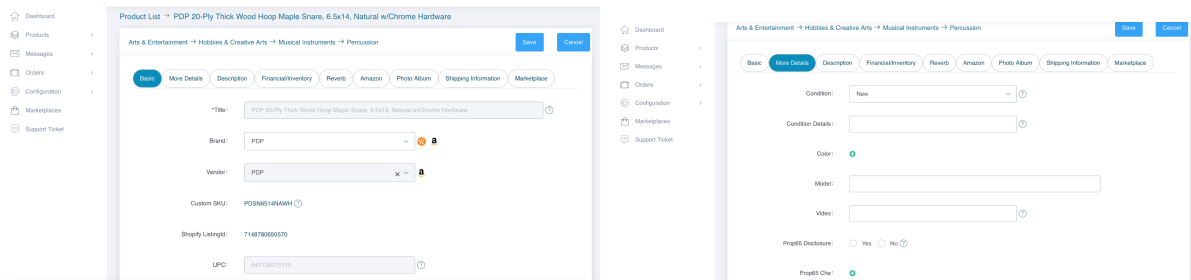 Dashboard
Products
Messages
Orders
Configuration
Marketplaces
Support Ticket
Product List → PDP 20-Ply Thick Wood Hoop Maple Snare, 6.5x14, Natural w/Chrome Hardware
Arts & Entertainment → Hobbies & Creative Arts → Musical Instruments → Percussion
Save Cancel
Basic More Details Description Financial/Inventory Reverb Amazon Photo Album Shipping Information Marketplace
*Title: PDP 20-Ply Thick Wood Hoop Maple Snare, 6.5x14, Natural w/Chrome Hardware
Brand: PDP
Vendor: PDP
Custom SKU: PDSN6514NAWH
Shopify ListingId: 7148780650570
UPC: 647139275113
Dashboard
Products
Messages
Orders
Configuration
Marketplaces
Support Ticket
Arts & Entertainment → Hobbies & Creative Arts → Musical Instruments → Percussion
Save Cancel
Basic More Details Description Financial/Inventory Reverb Amazon Photo Album Shipping Information Marketplace
Condition: New
Condition Details:
Color:
Model:
Video:
Prop65 Disclosure: Yes No
Prop65 Che: